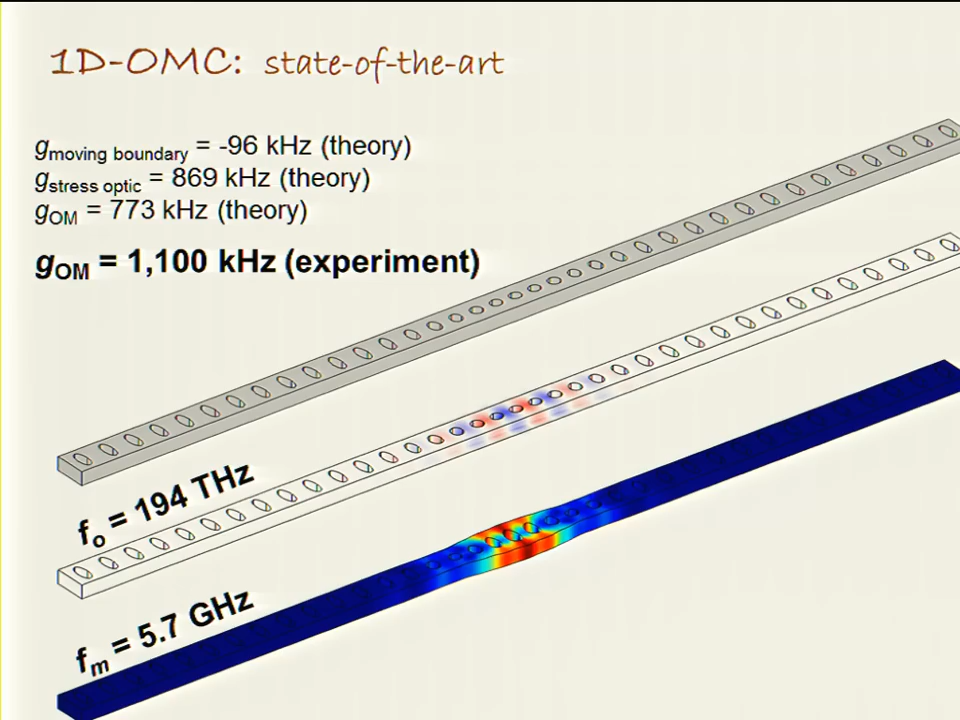 1D-OMC: state-of-the-art
gmoving boundary = -96 kHz (theory)
gstress optic = 869 kHz (theory)
gOM = 773 kHz (theory)
gOM = 1,100 kHz (experiment)
fo = 194 THz
fm = 5.7 GHz